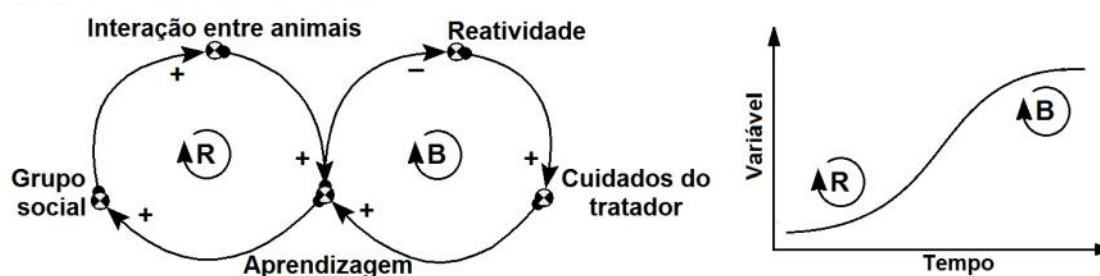 Interação entre animais
Reatividade
+
–
R
+
B
+
Grupo
social
+
+
Cuidados do
tratador
Aprendizagem
Variável
R
B
Tempo